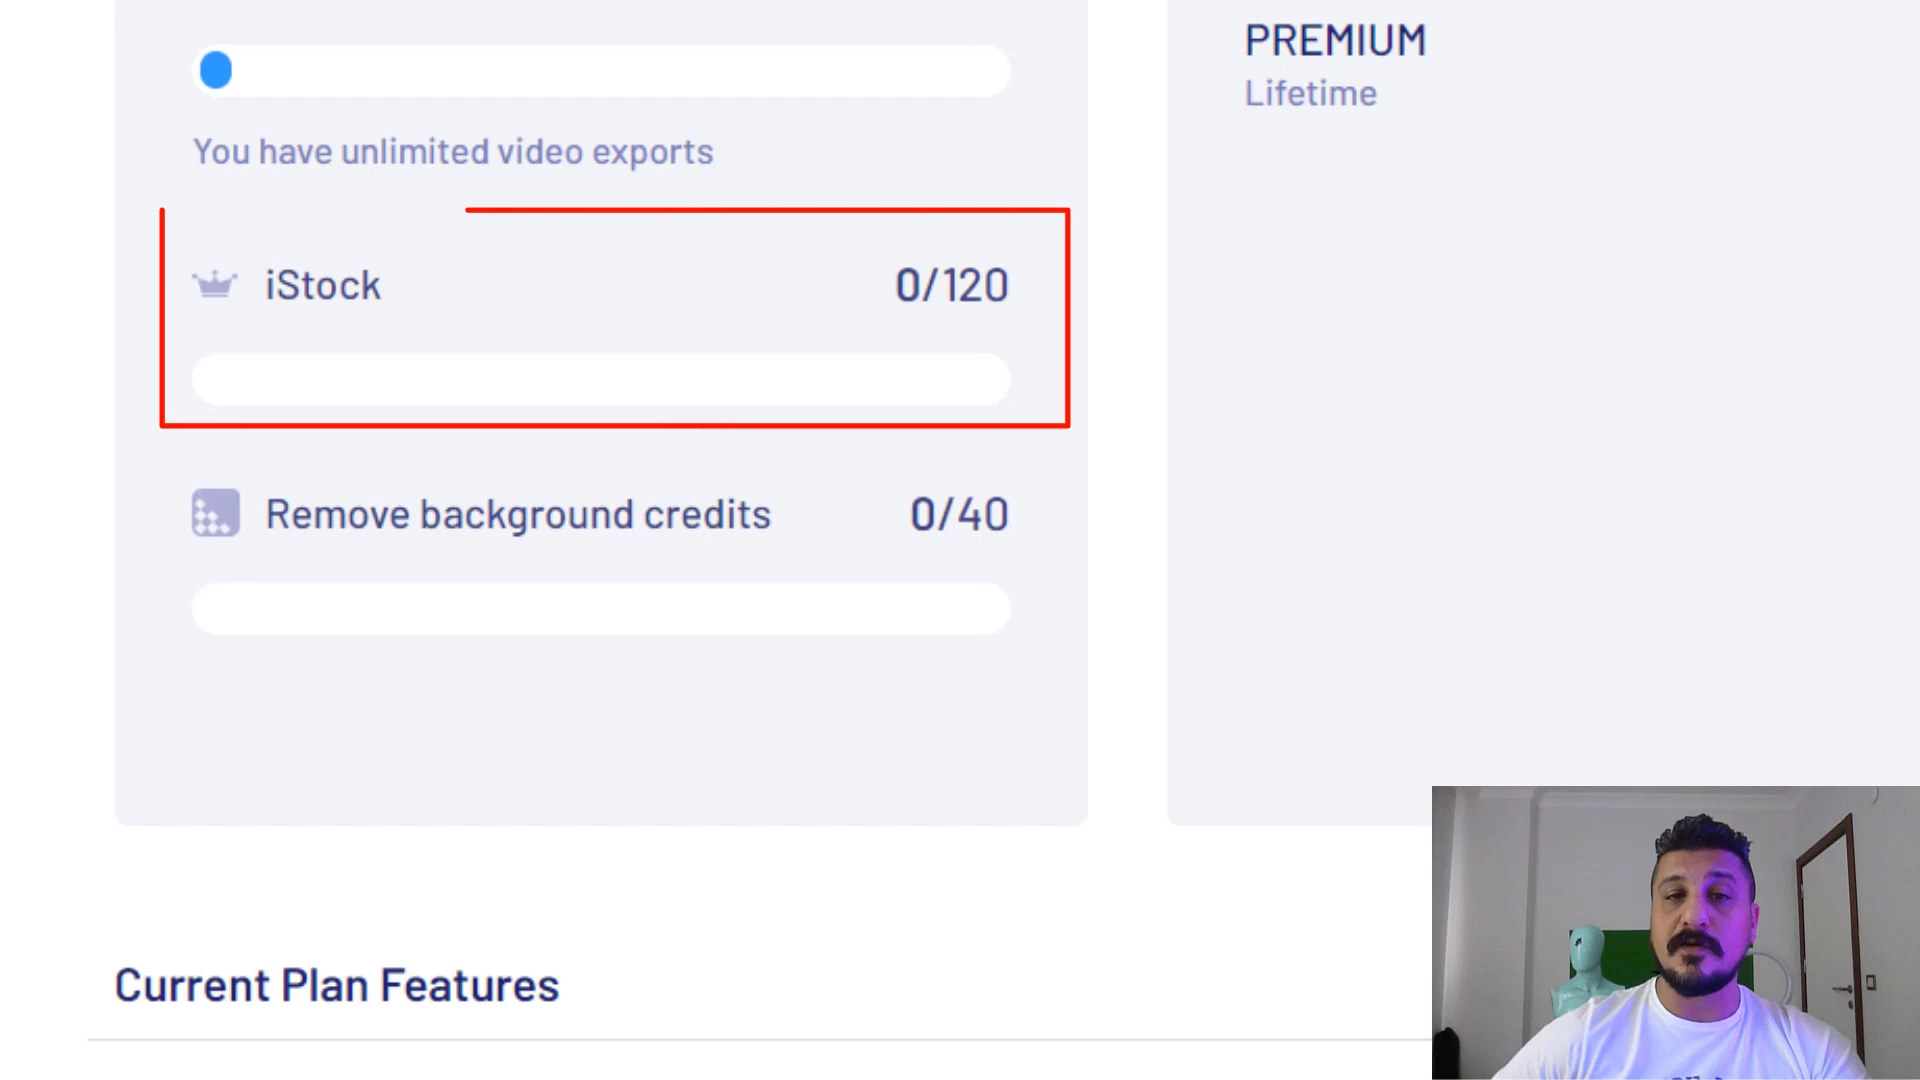 PREMIUM
Lifetime
You have unlimited video exports
iStock 0/120
Remove background credits 0/40
Current Plan Features